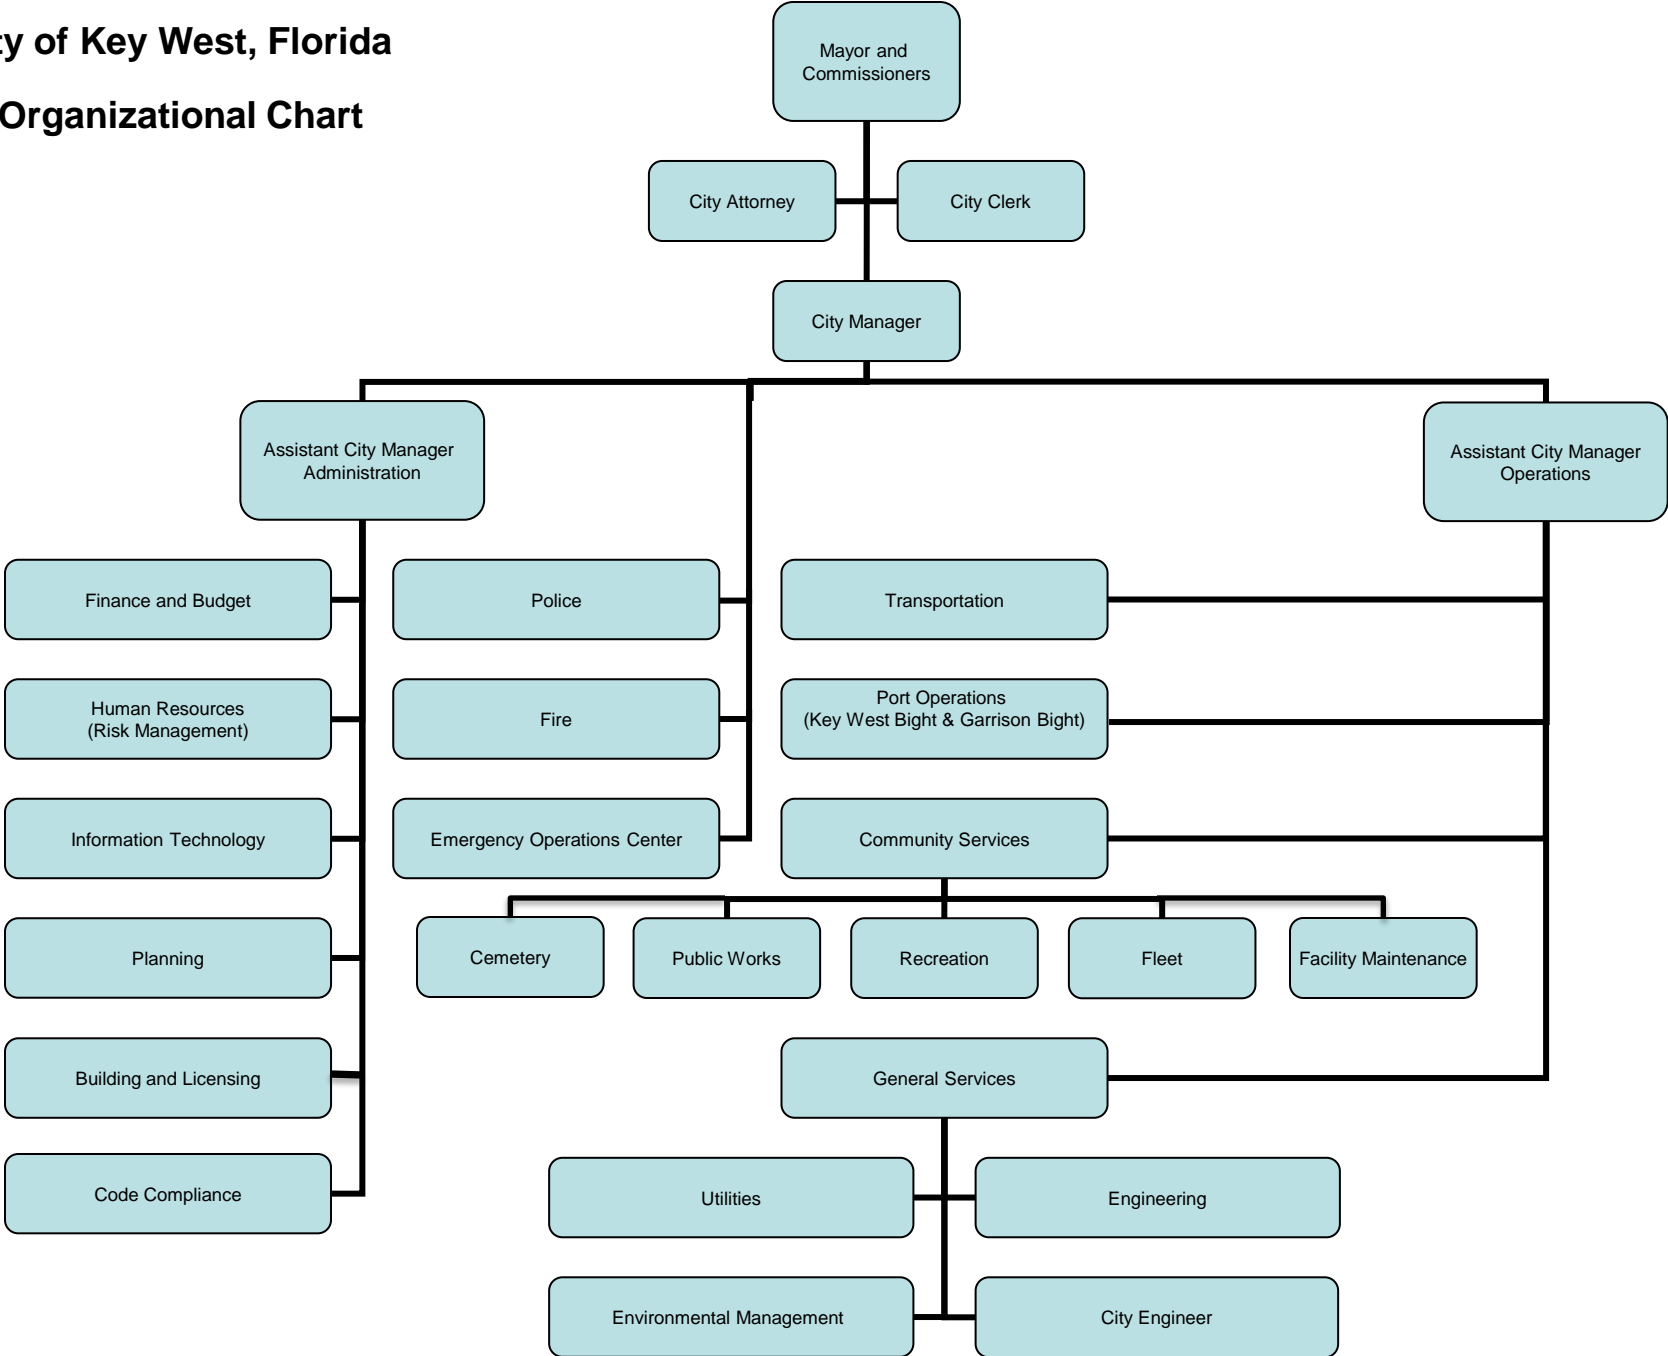 ty of Key West, Florida
Organizational Chart
Mayor and
Commissioners
City Attorney
City Clerk
City Manager
Assistant City Manager
Administration
Assistant City Manager
Operations
Finance and Budget
Police
Transportation
Human Resources
(Risk Management)
Fire
Port Operations
(Key West Bight & Garrison Bight)
Information Technology
Emergency Operations Center
Community Services
Planning
Cemetery
Public Works
Recreation
Fleet
Facility Maintenance
Building and Licensing
General Services
Code Compliance
Utilities
Engineering
Environmental Management
City Engineer